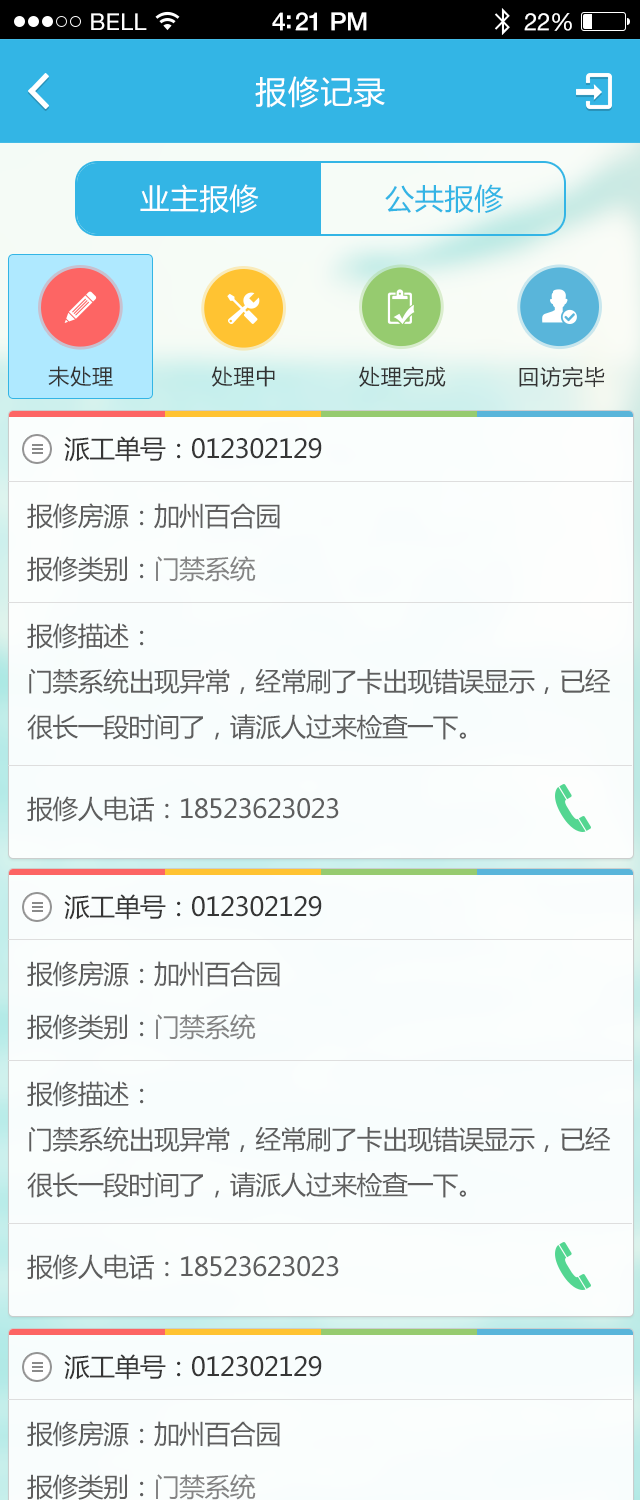 BELL 4:21 PM 22%
报修记录
业主报修 公共报修
未处理 处理中 处理完成 回访完毕
派工单号：012302129
报修房源：加州百合园
报修类别：门禁系统
报修描述：
门禁系统出现异常，经常刷了卡出现错误显示，已经
很长一段时间了，请派人过来检查一下。
报修人电话：18523623023
派工单号：012302129
报修房源：加州百合园
报修类别：门禁系统
报修描述：
门禁系统出现异常，经常刷了卡出现错误显示，已经
很长一段时间了，请派人过来检查一下。
报修人电话：18523623023
派工单号：012302129
报修房源：加州百合园
报修类别：门禁系统